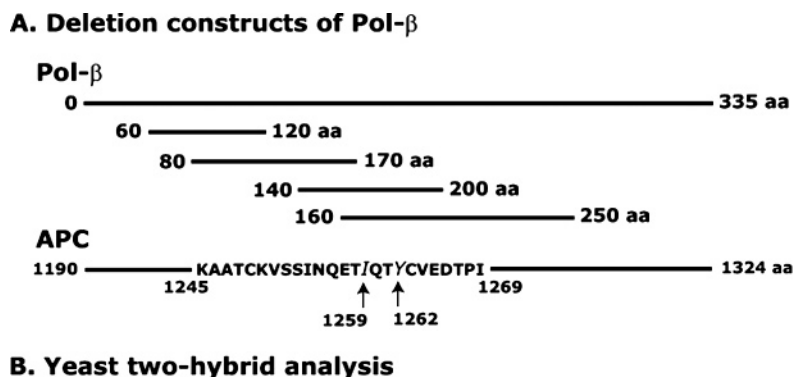 A. Deletion constructs of Pol-β
Pol-β
0 335 aa
60 120 aa
80 170 aa
140 200 aa
160 250 aa
APC
1190 KAATCKVSSINQETIQTYCVEDTPI 1324 aa
1245 1269
1259 1262
B. Yeast two-hybrid analysis